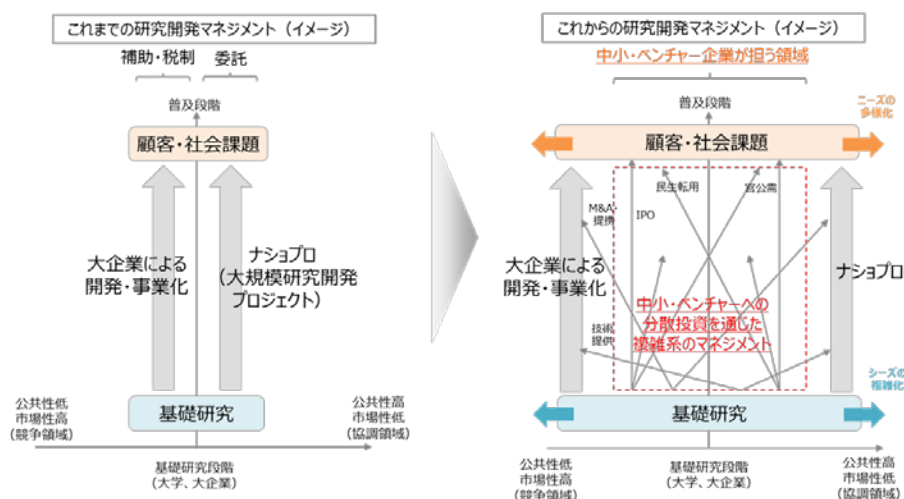 これまでの研究開発マネジメント（イメージ）
補助・税制
委託
普及段階
顧客・社会課題
大企業による
開発・事業化
ナショプロ
（大規模研究開発
プロジェクト）
基礎研究
公共性低
市場性高
（競争領域）
公共性高
市場性低
（協調領域）
基礎研究段階
（大学、大企業）
これからの研究開発マネジメント（イメージ）
中小・ベンチャー企業が担う領域
普及段階
ニーズの
多様化
顧客・社会課題
民生転用
官公需
M&A・
提携
IPO
大企業による
開発・事業化
ナショプロ
中小・ベンチャーへの
分散投資を通じた
複雑系のマネジメント
技術
提供
シーズの
複雑化
基礎研究
公共性低
市場性高
（競争領域）
基礎研究段階
（大学、大企業）
公共性高
市場性低
（協調領域）